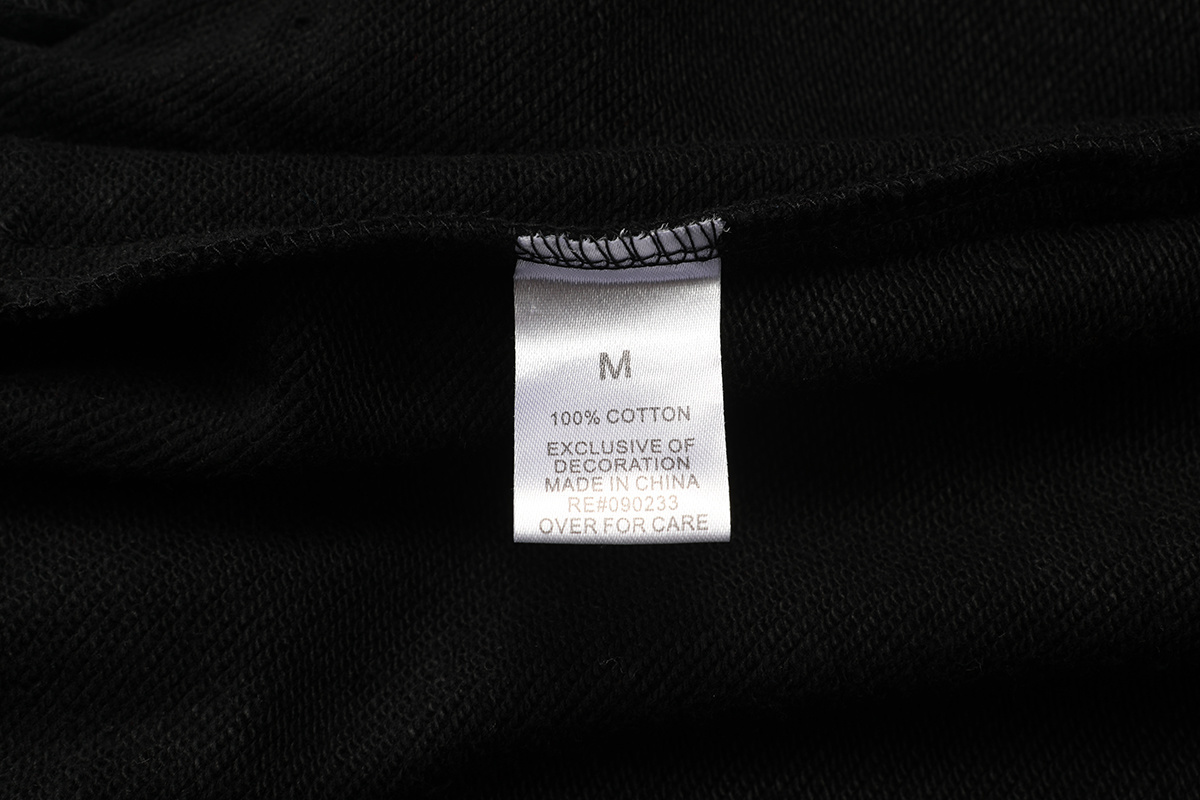 M
100% COTTON
EXCLUSIVE OF
DECORATION
MADE IN CHINA
RE#090233
OVER FOR CARE